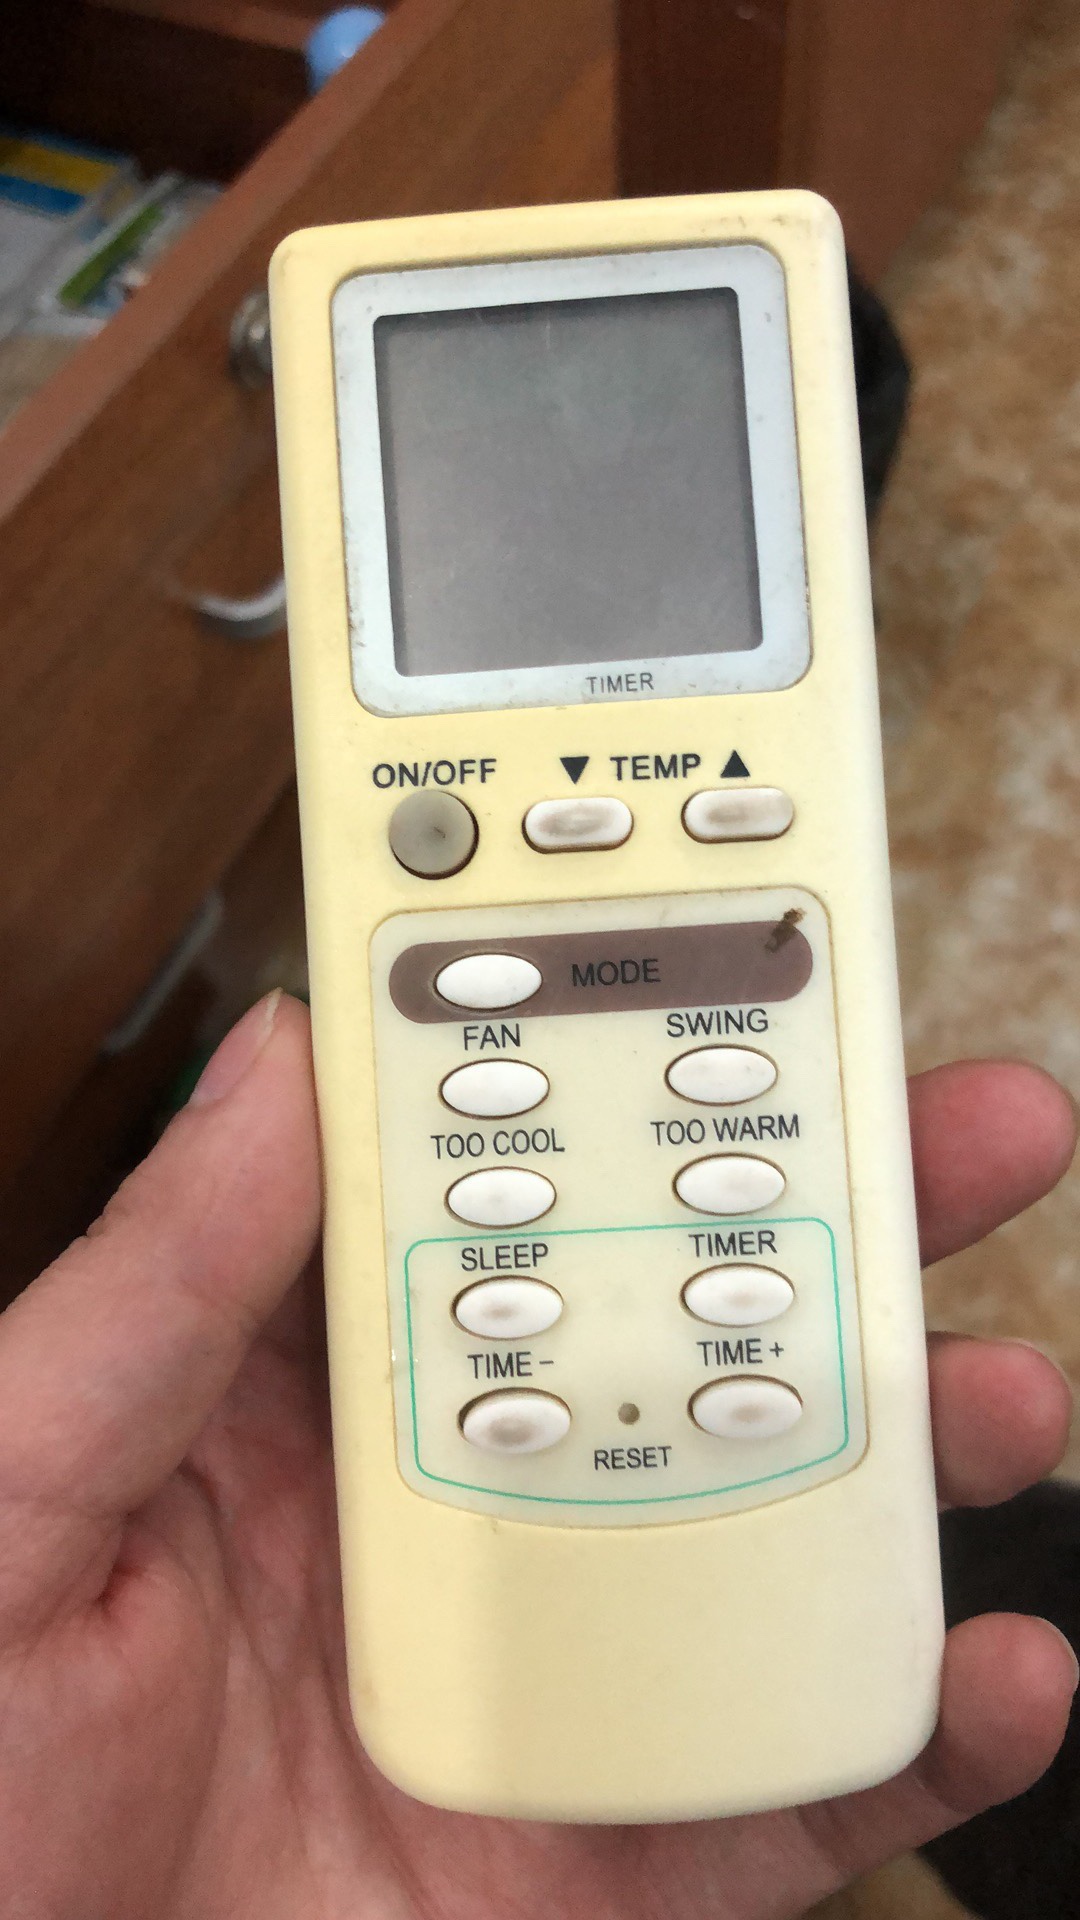 TIMER
ON/OFF ▼ TEMP ▲
MODE
FAN SWING
TOO COOL TOO WARM
SLEEP TIMER
TIME - TIME +
RESET